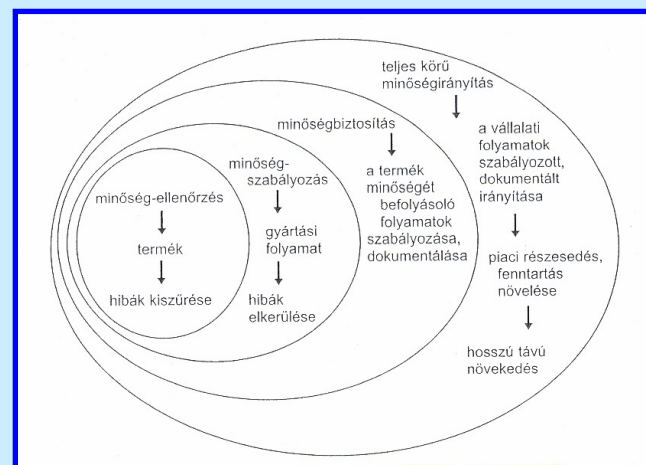 minőség-ellenőrzés
termék
hibák kiszűrése
minőség-
szabályozás
gyártási
folyamat
hibák
elkerülése
minőségbiztosítás
a termék
minőségét
befolyásoló
folyamatok
szabályozása,
dokumentálása
teljes körű
minőségirányítás
a vállalati
folyamatok
szabályozott,
dokumentált
irányítása
piaci részesedés,
fenntartás
növelése
hosszú távú
növekedés